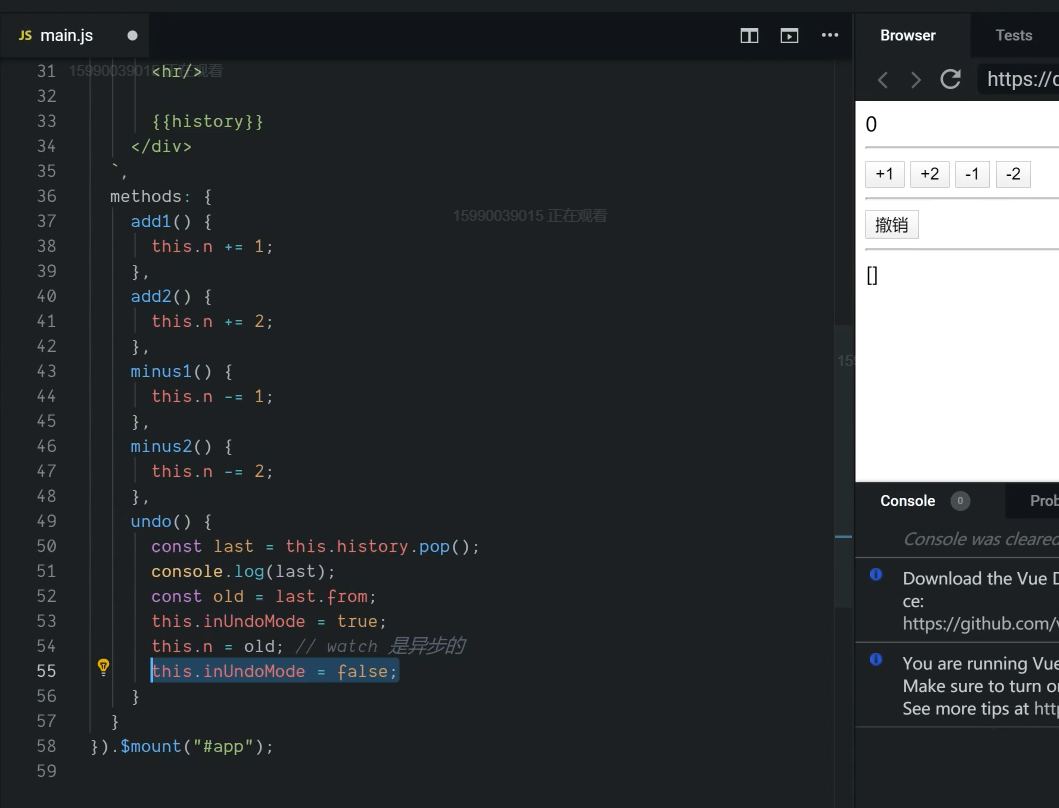 JS main.js
31 <hr/>
15990039015 正在观看
32
33 {{history}}
34 </div>
35 `,
36 methods: {
37 add1() {
15990039015 正在观看
38 this.n += 1;
39 },
40 add2() {
41 this.n += 2;
42 },
43 minus1() {
44 this.n -= 1;
45 },
46 minus2() {
47 this.n -= 2;
48 },
49 undo() {
50 const last = this.history.pop();
51 console.log(last);
52 const old = last.from;
53 this.inUndoMode = true;
54 this.n = old; // watch 是异步的
55 this.inUndoMode = false;
56 }
57 }
58 }).$mount("#app");
59
Browser Tests
https://
0
+1 +2 -1 -2
撤销
[]
Console 0
Console was cleared
Download the Vue D
ce:
https://github.com/
You are running Vue
Make sure to turn o
See more tips at